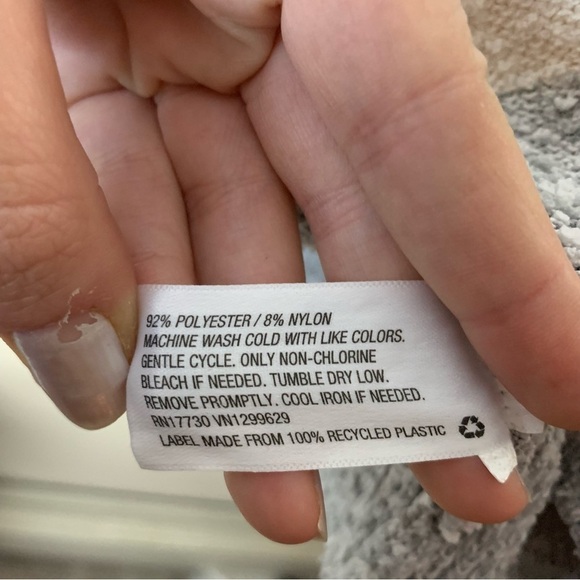 92% POLYESTER / 8% NYLON
MACHINE WASH COLD WITH LIKE COLORS.
GENTLE CYCLE. ONLY NON-CHLORINE
BLEACH IF NEEDED. TUMBLE DRY LOW.
REMOVE PROMPTLY. COOL IRON IF NEEDED.
RN17730 VN1299629
LABEL MADE FROM 100% RECYCLED PLASTIC